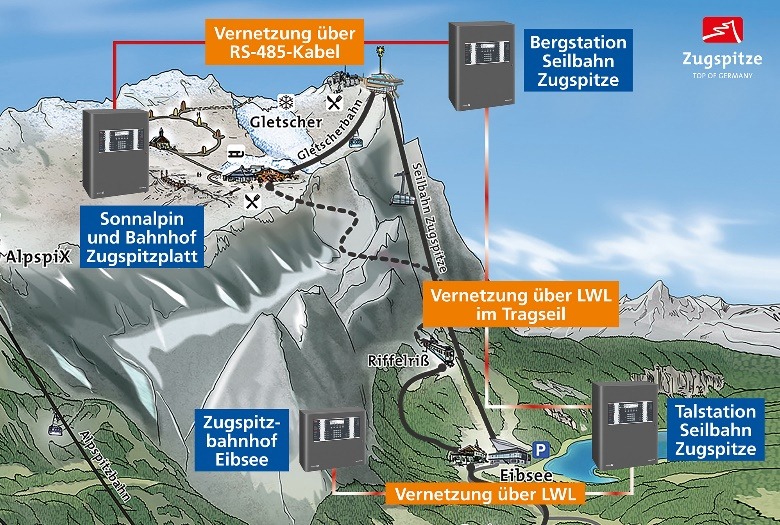 Vernetzung über
RS-485-Kabel
Bergstation
Seilbahn
Zugspitze
Zugspitze
TOP OF GERMANY
Gletscher
Gletscherbahn
Seilbahn Zugspitze
Sonnalpin
und Bahnhof
Zugspitzplatt
AlpspiX
Vernetzung über LWL
im Tragseil
Riffelriß
Zugspitz-
bahnhof
Eibsee
Talstation
Seilbahn
Zugspitze
P
Eibsee
Alpspitzbahn
Vernetzung über LWL